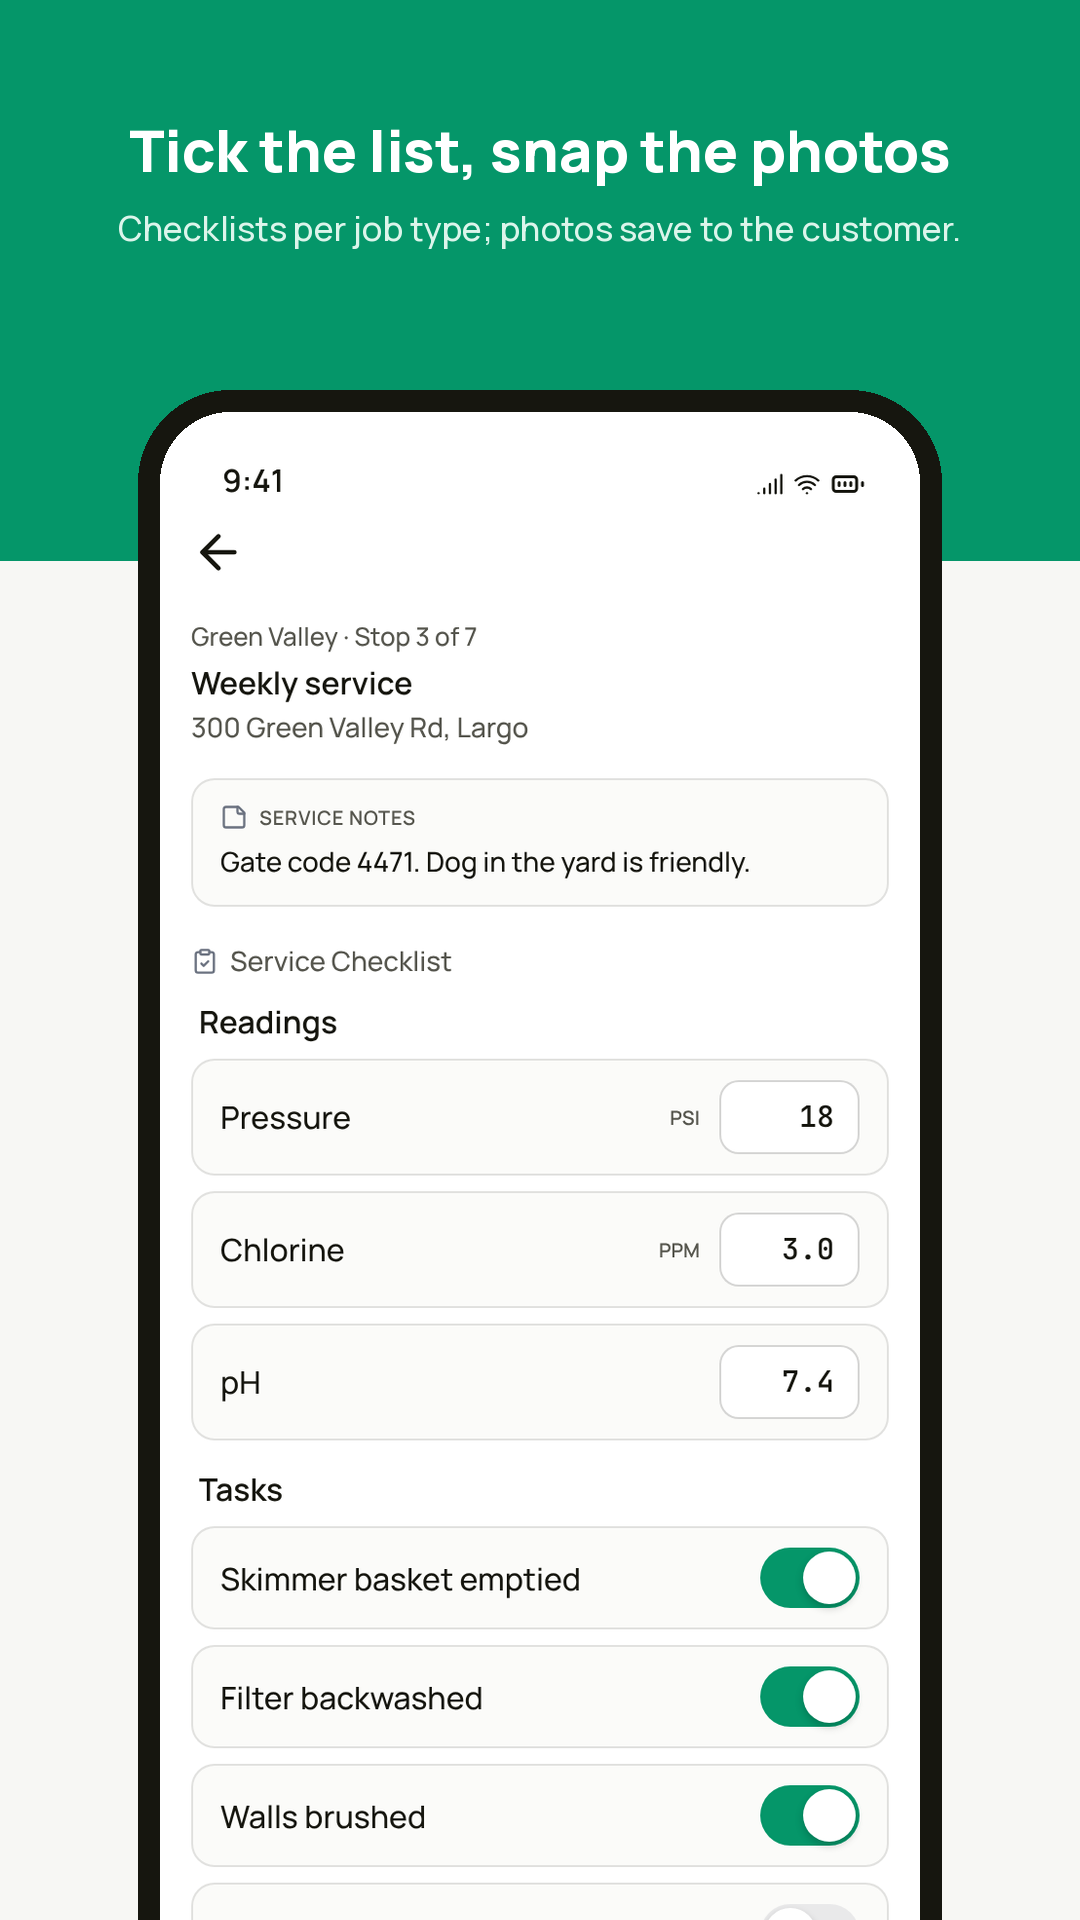 Tick the list, snap the photos
Checklists per job type; photos save to the customer.
9:41
Green Valley · Stop 3 of 7
Weekly service
300 Green Valley Rd, Largo
SERVICE NOTES
Gate code 4471. Dog in the yard is friendly.
Service Checklist
Readings
Pressure PSI 18
Chlorine PPM 3.0
pH 7.4
Tasks
Skimmer basket emptied
Filter backwashed
Walls brushed